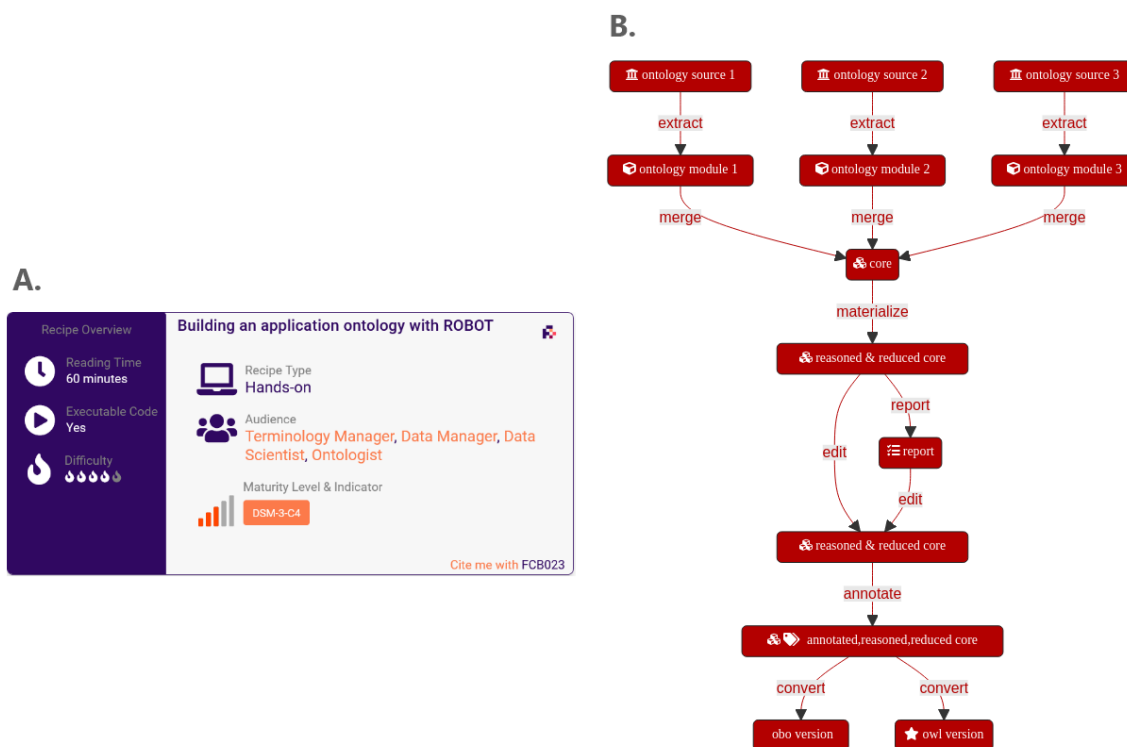 A.
Recipe Overview
Reading Time
60 minutes
Executable Code
Yes
Difficulty
Building an application ontology with ROBOT
Recipe Type
Hands-on
Audience
Terminology Manager, Data Manager, Data
Scientist, Ontologist
Maturity Level & Indicator
DSM-3-C4
Cite me with FCB023
B.
ontology source 1
ontology source 2
ontology source 3
extract
extract
extract
ontology module 1
ontology module 2
ontology module 3
merge
merge
merge
core
materialize
reasoned & reduced core
report
edit
report
edit
reasoned & reduced core
annotate
annotated,reasoned,reduced core
convert
convert
obo version
owl version